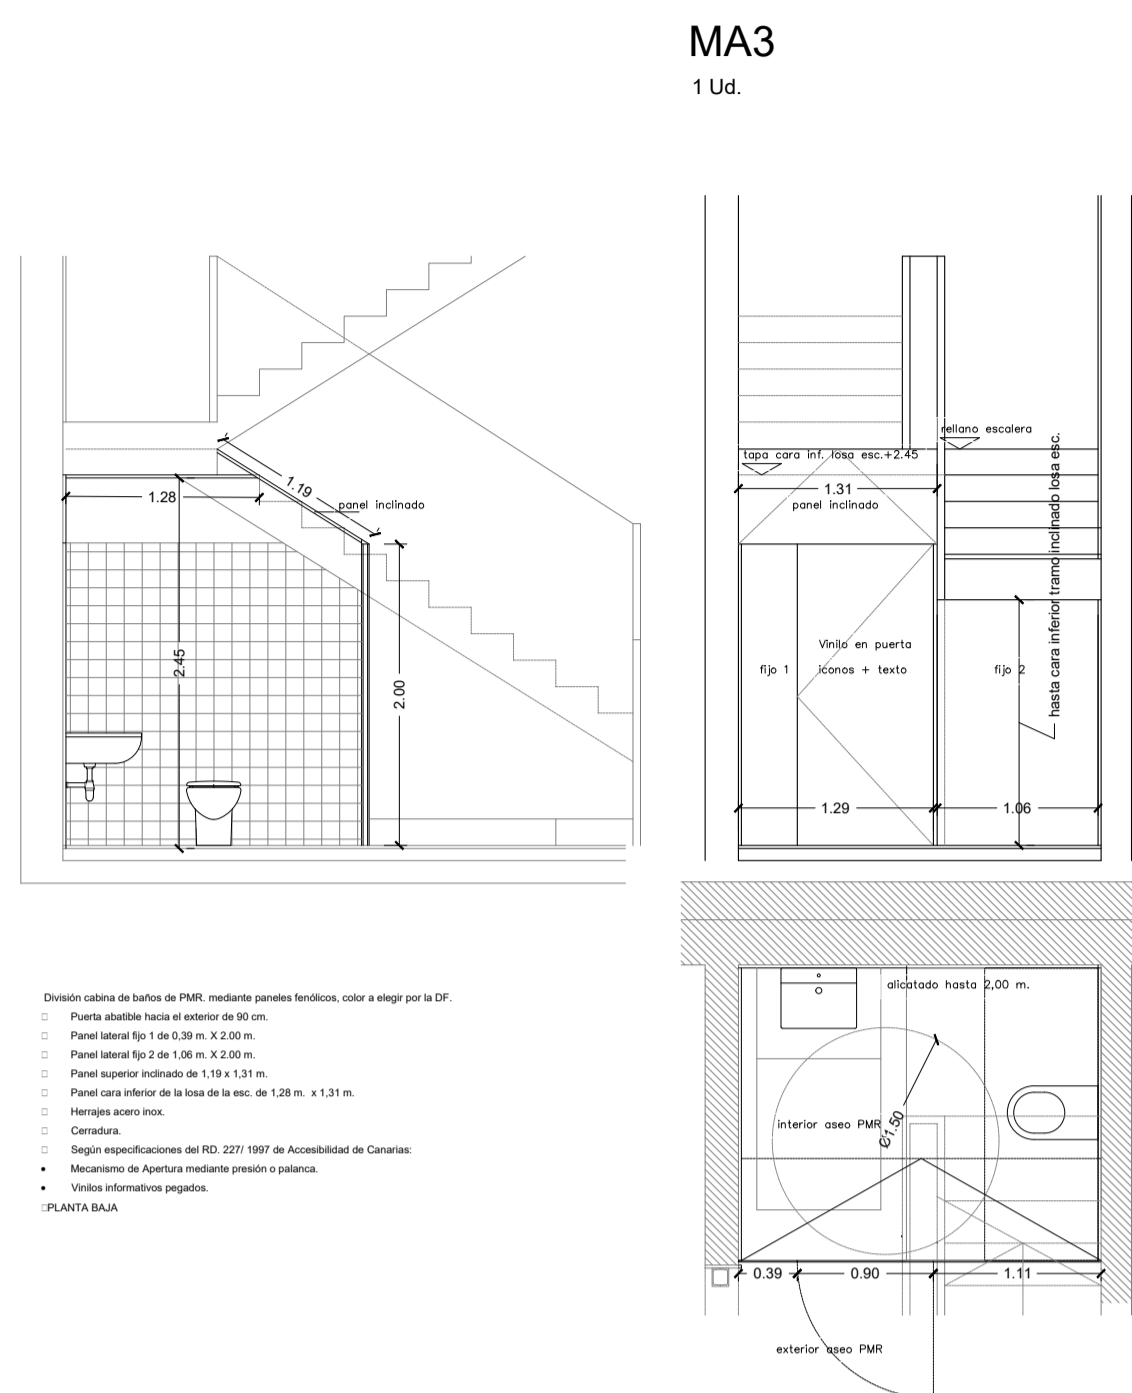 MA3
1 Ud.
1.28
1.19
panel inclinado
2.45
2.00
rellano escalera
tapa cara inf. losa esc.+2.45
1.31
panel inclinado
hasta cara inferior tramo inclinado losa esc.
Vinilo en puerta
fijo 1
iconos + texto
fijo 2
1.29
1.06
División cabina de baños de PMR. mediante paneles fenólicos, color a elegir por la DF.
□ Puerta abatible hacia el exterior de 90 cm.
□ Panel lateral fijo 1 de 0,39 m. X 2.00 m.
□ Panel lateral fijo 2 de 1,06 m. X 2.00 m.
□ Panel superior inclinado de 1,19 x 1,31 m.
□ Panel cara inferior de la losa de la esc. de 1,28 m. x 1,31 m.
□ Herrajes acero inox.
□ Cerradura.
□ Según especificaciones del RD. 227/ 1997 de Accesibilidad de Canarias:
• Mecanismo de Apertura mediante presión o palanca.
• Vinilos informativos pegados.
□PLANTA BAJA
alicatado hasta 2,00 m.
interior aseo PMR
Ø1.50
0.39
0.90
1.11
exterior aseo PMR